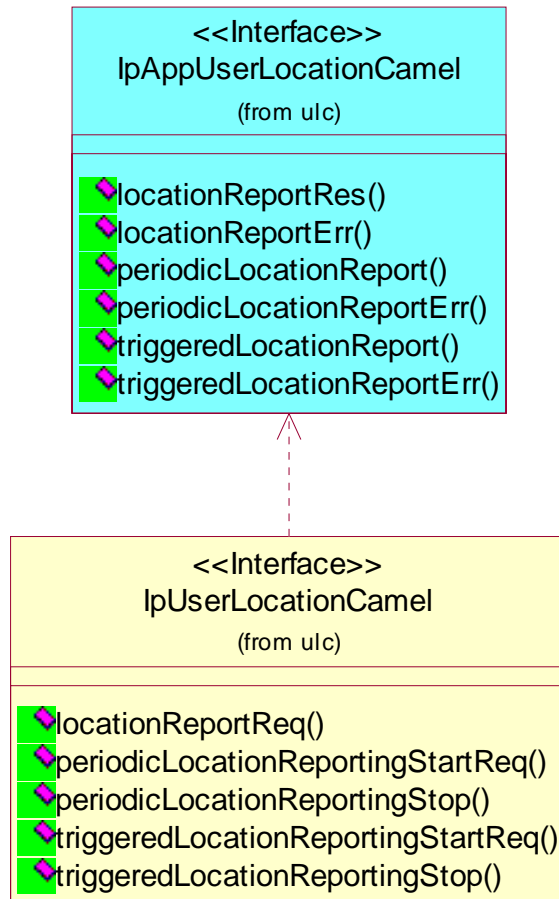 <<Interface>>
IpAppUserLocationCamel
(from ulc)
locationReportRes()
locationReportErr()
periodicLocationReport()
periodicLocationReportErr()
triggeredLocationReport()
triggeredLocationReportErr()
<<Interface>>
IpUserLocationCamel
(from ulc)
locationReportReq()
periodicLocationReportingStartReq()
periodicLocationReportingStop()
triggeredLocationReportingStartReq()
triggeredLocationReportingStop()